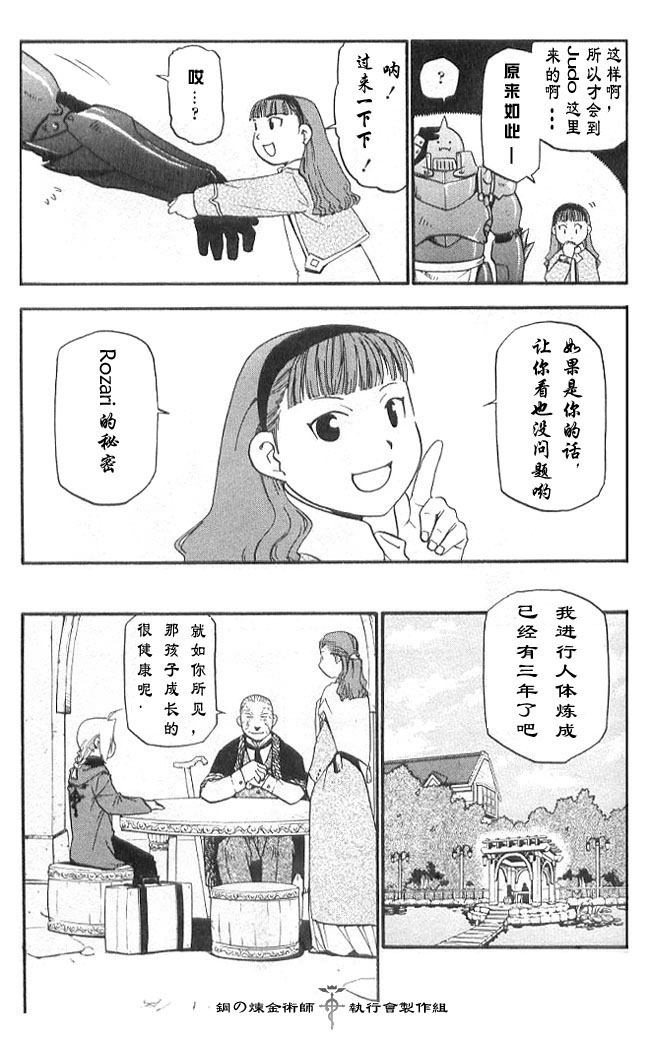 这样啊，
所以才会到
Judo 这里
来的啊…
原来如此—
？
呐！
过来一下下！
哎
…？
如果是你的话，
让你看也没问题哟
Rozari 的秘密
我进行人体炼成
已经有三年了吧
就如你所见，
那孩子成长的
很健康呢．
鋼の煉金術師 執行會製作組